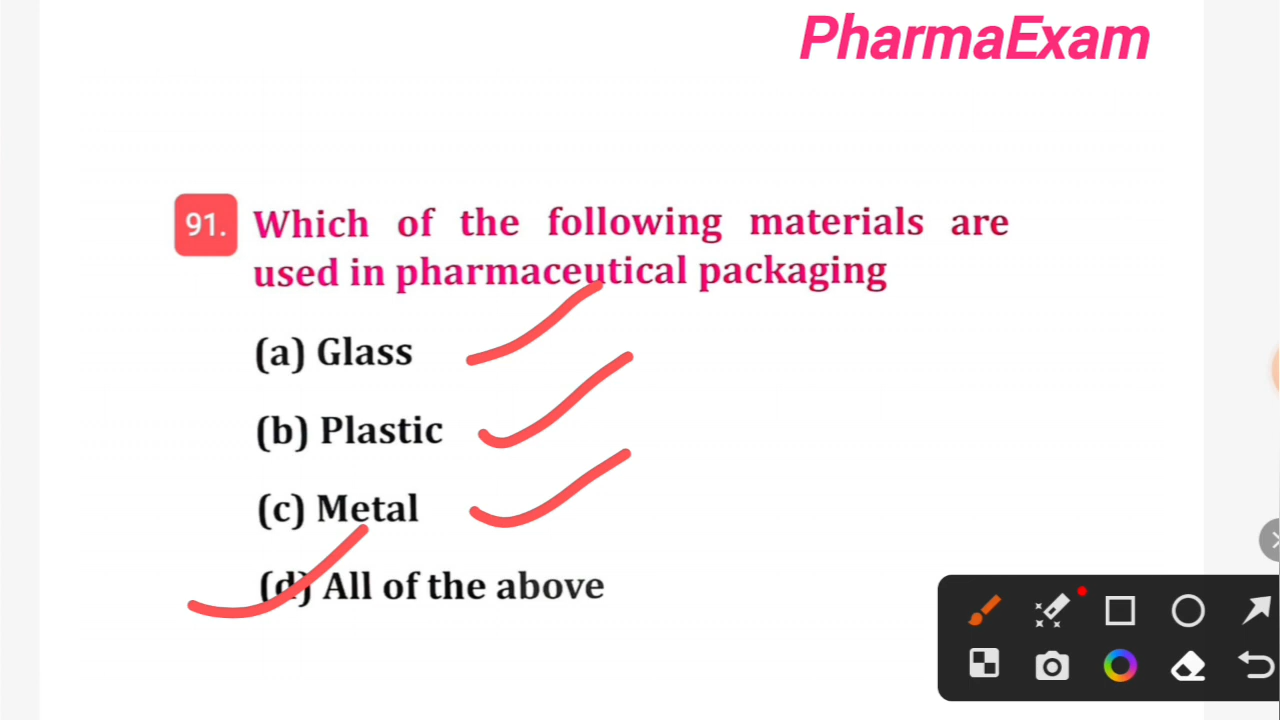 PharmaExam
91. Which of the following materials are
used in pharmaceutical packaging
(a) Glass
(b) Plastic
(c) Metal
(d) All of the above